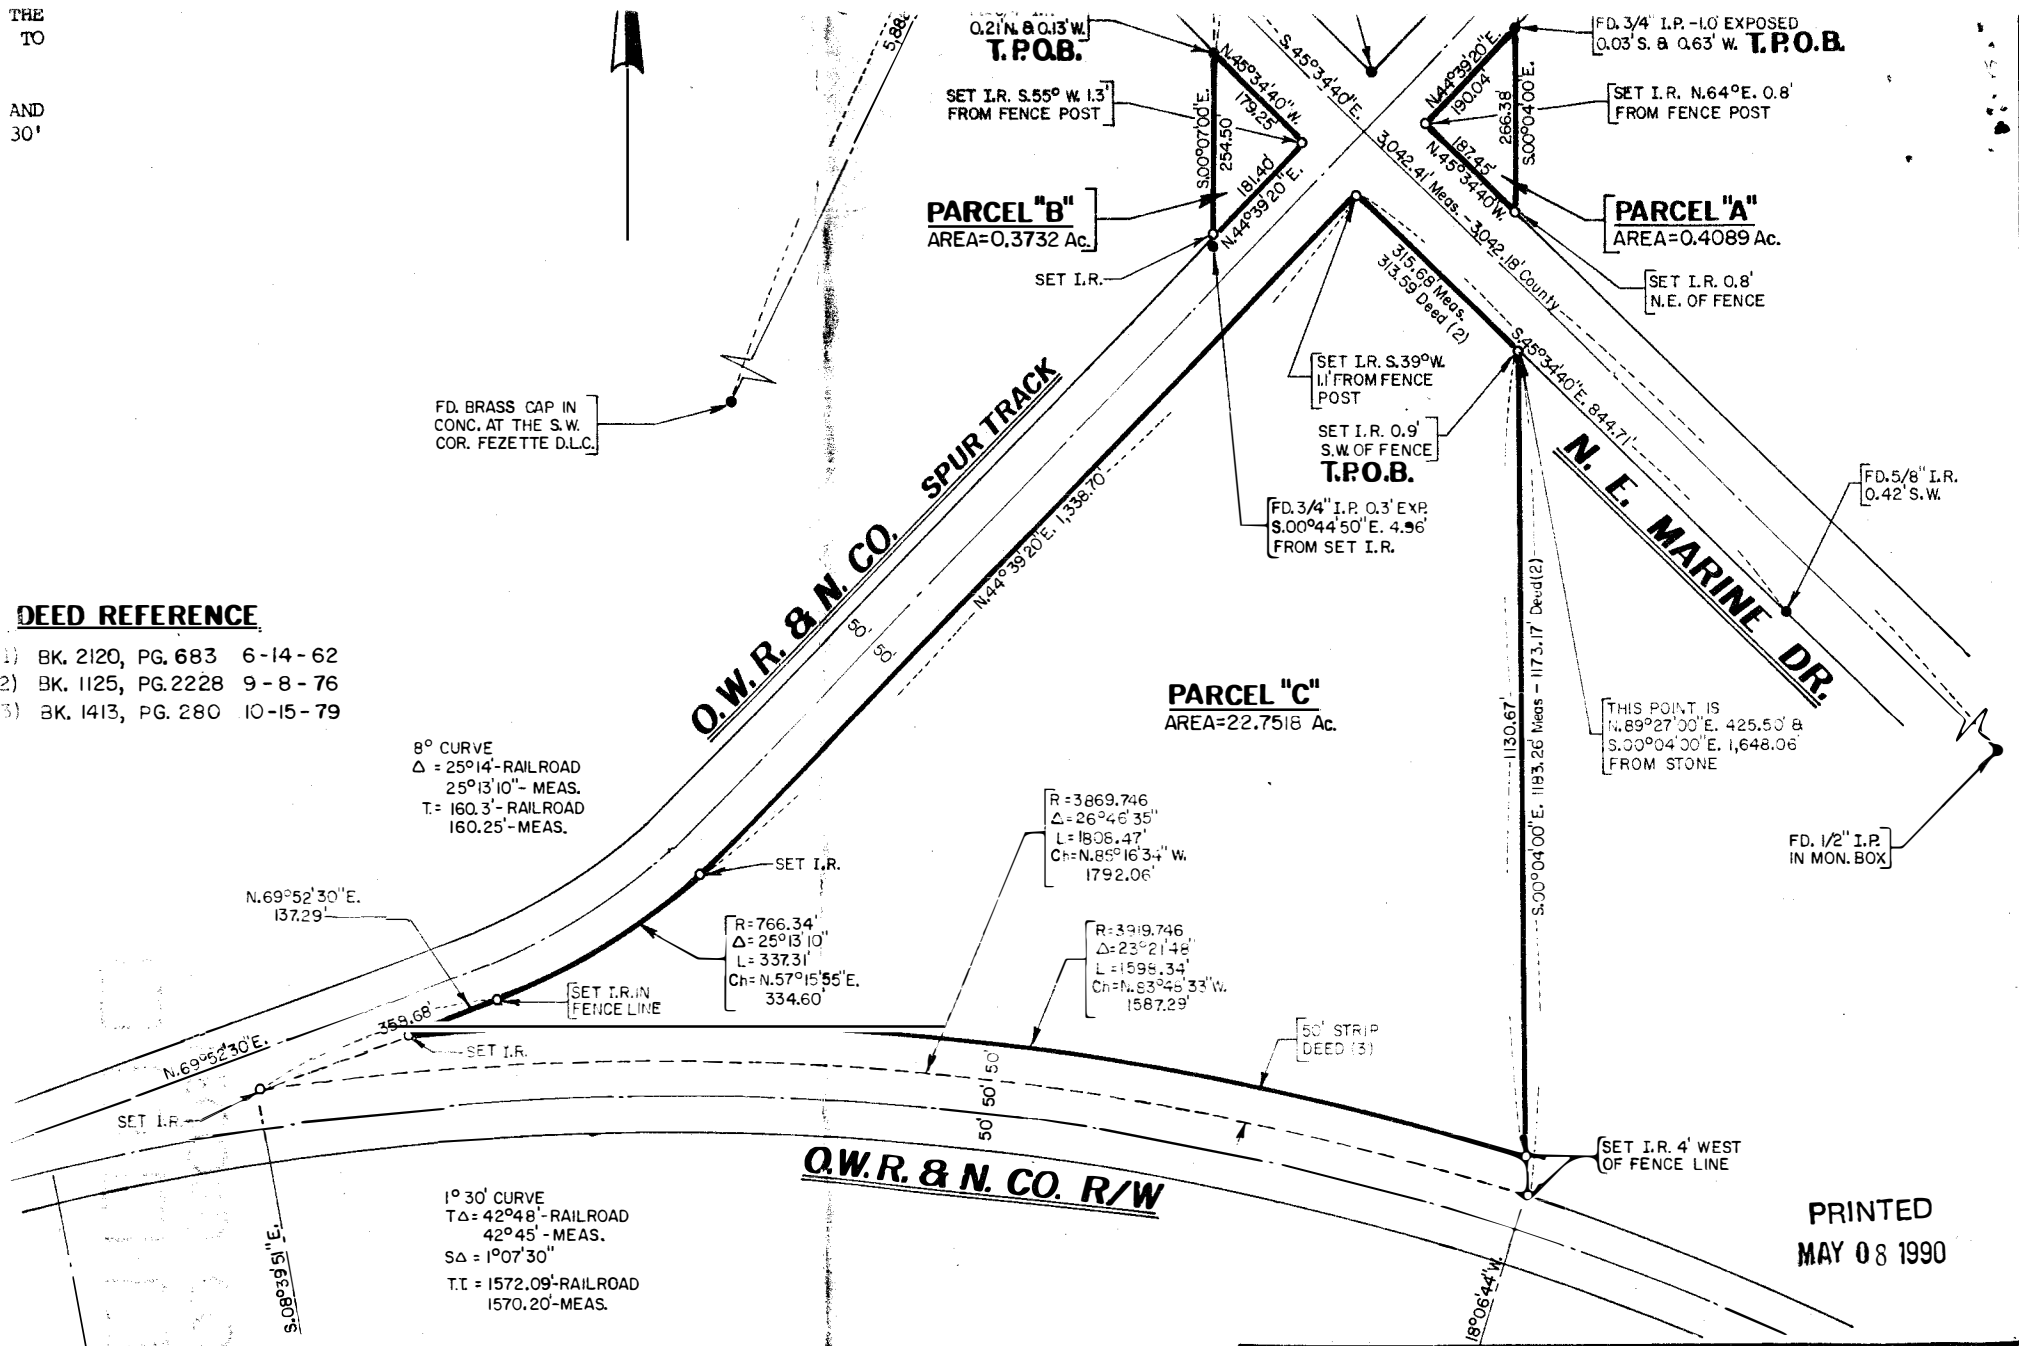 THE
TO
AND
30'
0.21'N. & 0.13'W.
T.P.O.B.
SET I.R. S.55° W. 1.3'
FROM FENCE POST
PARCEL "B"
AREA=0.3732 Ac.
SET I.R.
S.00°07'00"E.
254.50'
N.45°34'40"W.
179.25'
181.40'
N.44°39'20"E.
S.45°34'40"E.
3,042.41' Meas. - 3,042.18' County
N.44°39'20"E.
190.04'
266.38'
S.00°04'00"E.
187.45'
N.45°34'40"W.
FD. 3/4" I.P. -1.0' EXPOSED
0.03' S. & 0.63' W. T.P.O.B.
SET I.R. N.64°E. 0.8'
FROM FENCE POST
PARCEL "A"
AREA=0.4089 Ac.
SET I.R. 0.8'
N.E. OF FENCE
315.68' Meas.
313.59' Deed (2)
S.45°34'40"E. 844.71'
SET I.R. S.39°W.
1.1' FROM FENCE
POST
SET I.R. 0.9'
S.W. OF FENCE
T.P.O.B.
FD. 3/4" I.P. 0.3' EXP.
S.00°44'50"E. 4.96'
FROM SET I.R.
FD. 5/8" I.R.
0.42' S.W.
N. E. MARINE DR.
FD. BRASS CAP IN
CONC. AT THE S.W.
COR. FEZETTE D.L.C.
O.W. R. & N. CO. SPUR TRACK
N.44°39'20"E. 1,338.70'
50'
50'
DEED REFERENCE
1) BK. 2120, PG. 683 6-14-62
2) BK. 1125, PG. 2228 9-8-76
3) BK. 1413, PG. 280 10-15-79
PARCEL "C"
AREA=22.7518 Ac.
1130.67'
S.00°04'00"E. 1183.26' Meas - 1173.17' Deed(2)
THIS POINT IS
N.89°27'00"E. 425.50' &
S.00°04'00"E. 1,648.06'
FROM STONE
FD. 1/2" I.P.
IN MON. BOX
8° CURVE
Δ = 25°14'-RAILROAD
25°13'10"- MEAS.
T.= 160.3'-RAILROAD
160.25'-MEAS.
SET I.R.
R=3869.746
Δ=26°46'35"
L=1808.47'
Ch=N.85°16'34" W.
1792.06'
N.69°52'30"E.
137.29'
R=766.34'
Δ=25°13'10"
L=337.31'
Ch=N.57°15'55"E.
334.60'
R=3919.746
Δ=23°21'48"
L=1598.34'
Ch=N.83°48'33"W.
1587.29'
SET I.R. IN
FENCE LINE
359.68'
SET I.R.
N.69°52'30"E.
50' STRIP
DEED (3)
50' 50' 50'
SET I.R.
O.W. R. & N. CO. R/W
SET I.R. 4' WEST
OF FENCE LINE
1° 30' CURVE
TΔ= 42°48'-RAILROAD
42°45' -MEAS.
SΔ = 1°07'30"
T.T. = 1572.09'-RAILROAD
1570.20'-MEAS.
S.08°39'51"E.
18°06'44"W.
PRINTED
MAY 08 1990